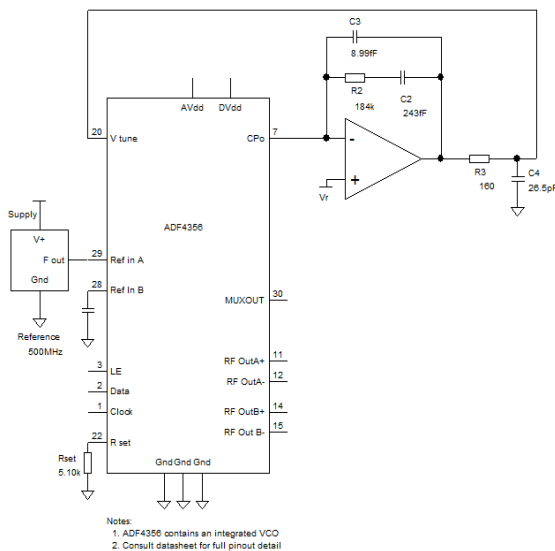 C3
8.99fF
R2
184k
C2
243fF
AVdd
DVdd
20
V tune
CPo
7
-
+
Vr
R3
160
C4
26.5pF
ADF4356
Supply
V+
F out
Gnd
29
Ref in A
28
Ref In B
Reference
500MHz
MUXOUT
30
3
LE
2
Data
1
Clock
22
R set
Rset
5.10k
RF OutA+
11
RF OutA-
12
RF OutB+
14
RF Out B-
15
Gnd Gnd Gnd
Notes:
1. ADF4356 contains an integrated VCO
2. Consult datasheet for full pinout detail